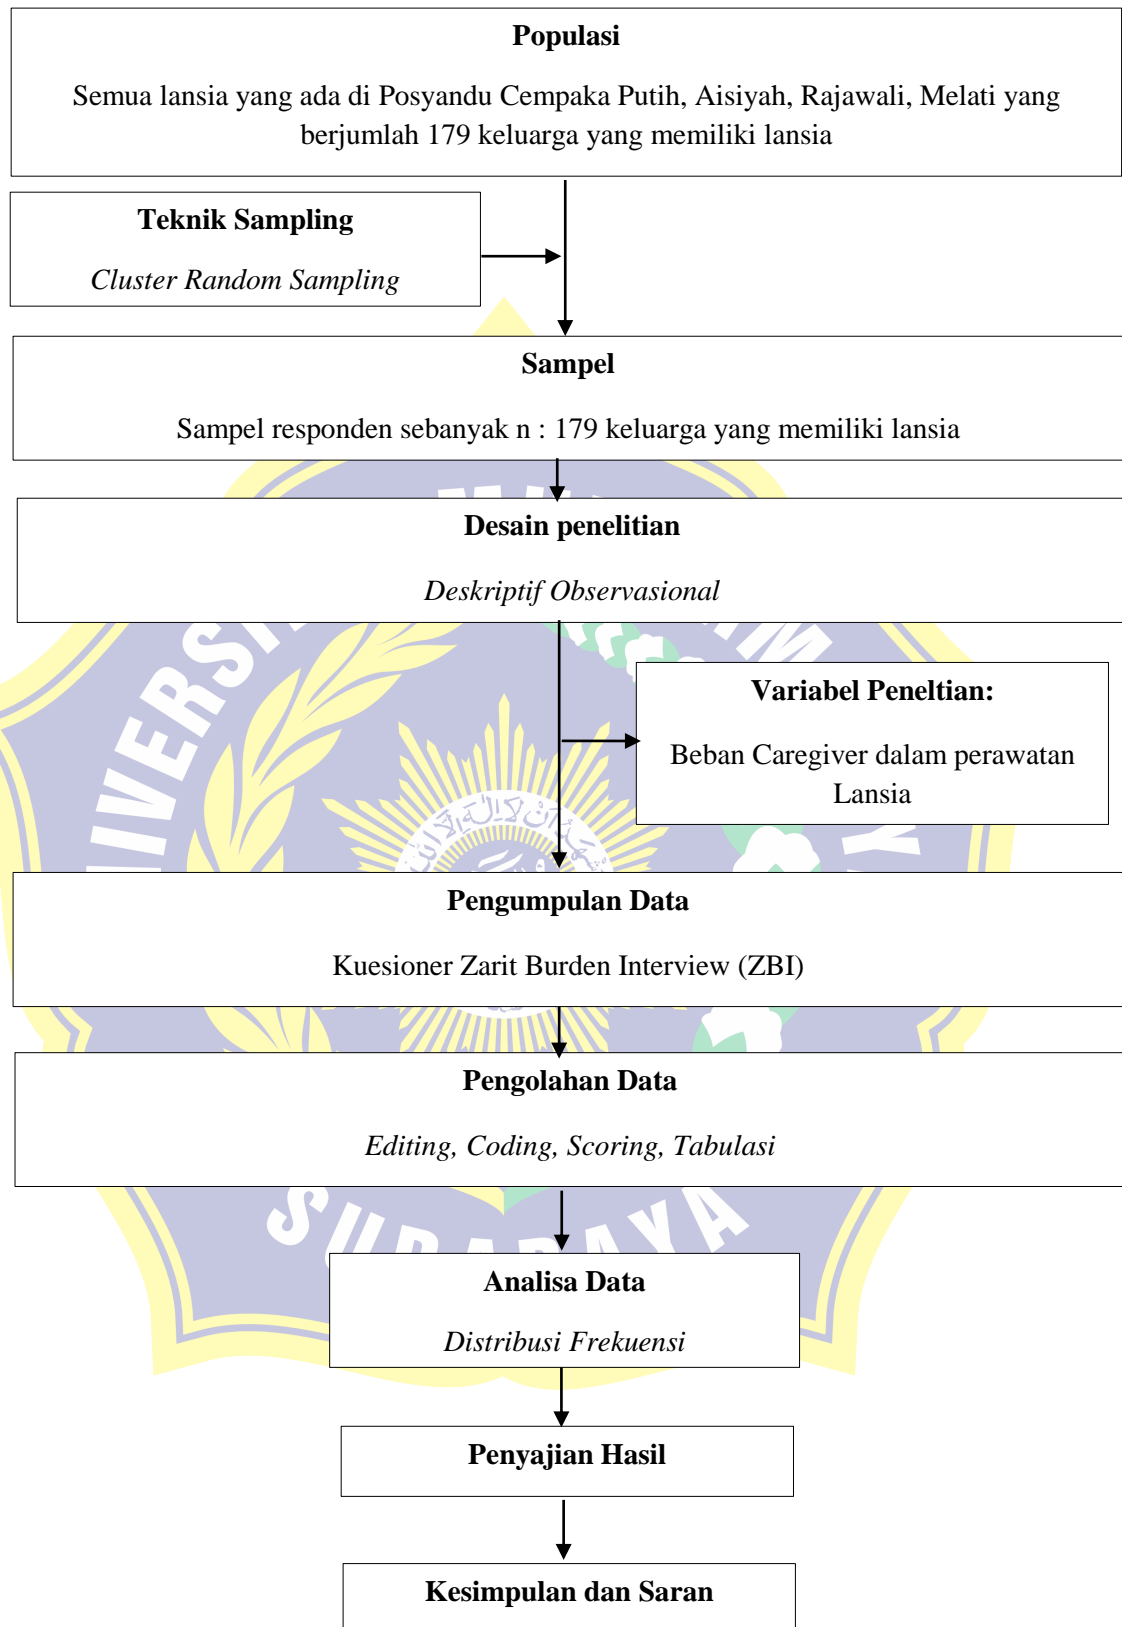 Populasi
Semua lansia yang ada di Posyandu Cempaka Putih, Aisiyah, Rajawali, Melati yang
berjumlah 179 keluarga yang memiliki lansia
Teknik Sampling
Cluster Random Sampling
Sampel
Sampel responden sebanyak n : 179 keluarga yang memiliki lansia
Desain penelitian
Deskriptif Observasional
Variabel Peneltian:
Beban Caregiver dalam perawatan
Lansia
Pengumpulan Data
Kuesioner Zarit Burden Interview (ZBI)
Pengolahan Data
Editing, Coding, Scoring, Tabulasi
SURABAYA
Analisa Data
Distribusi Frekuensi
Penyajian Hasil
Kesimpulan dan Saran